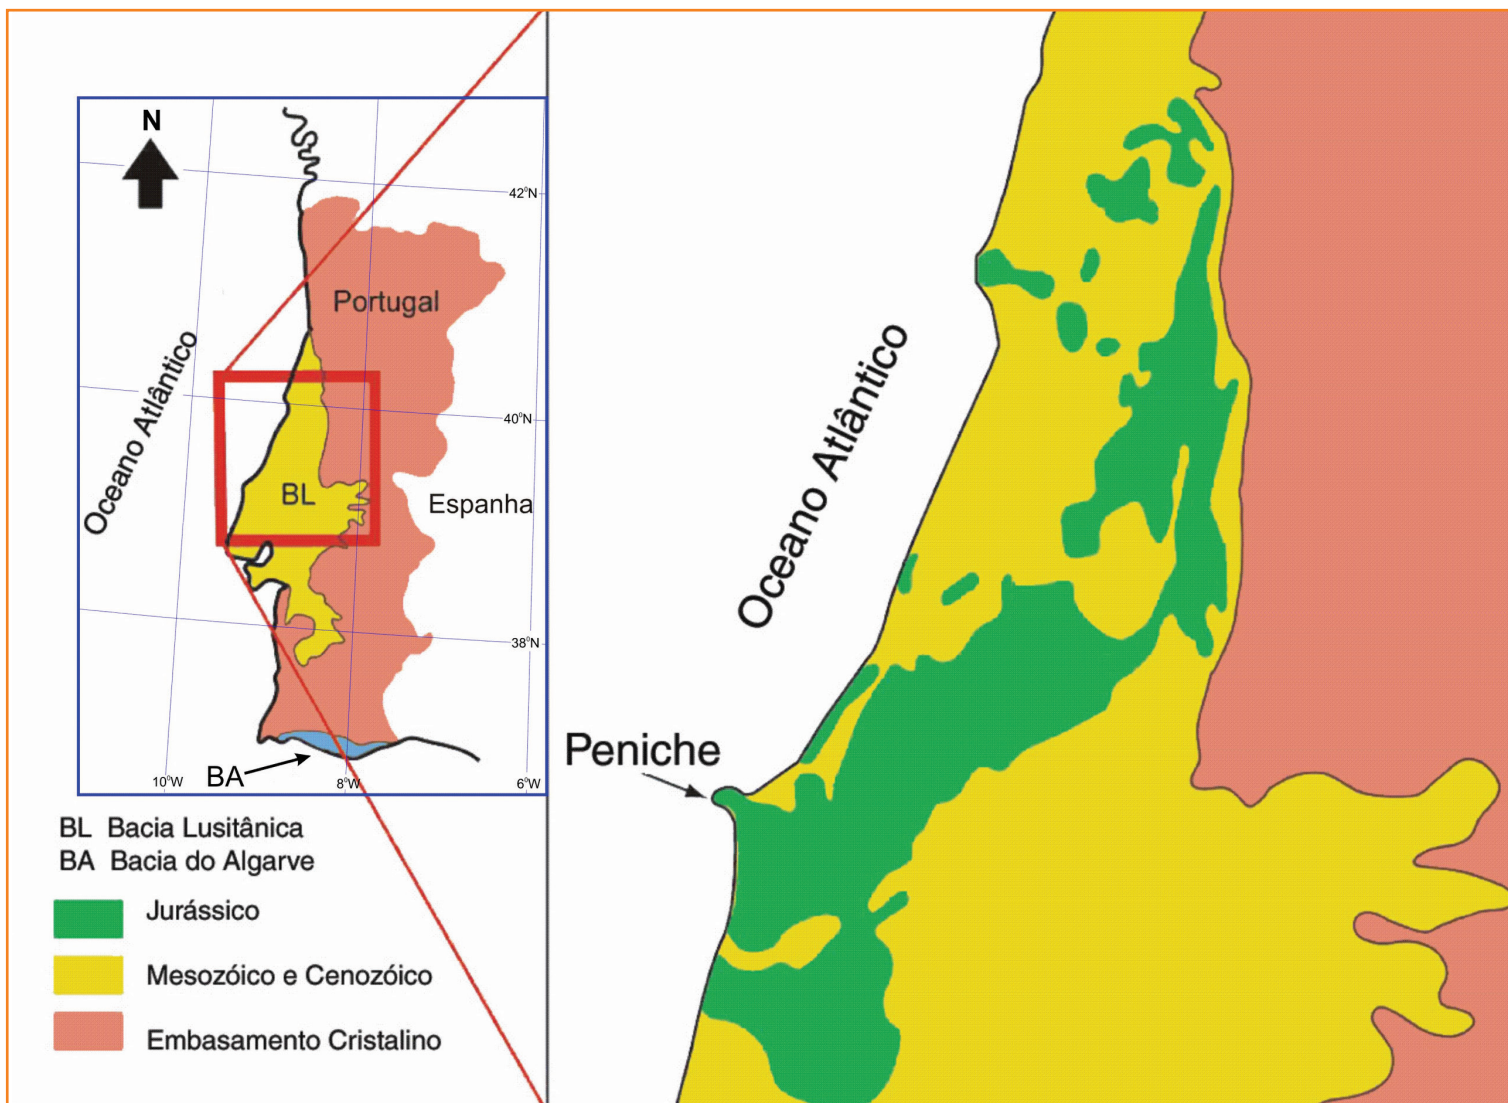 N
42°N
Portugal
Oceano Atlântico
40°N
BL
Espanha
38°N
10°W
BA
8°W
6°W
BL Bacia Lusitânica
BA Bacia do Algarve
Jurássico
Mesozóico e Cenozóico
Embasamento Cristalino
Oceano Atlântico
Peniche